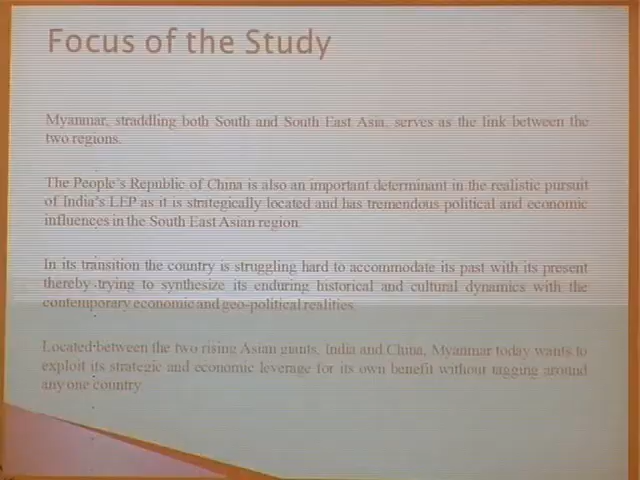 Focus of the Study
Myanmar, straddling both South and South East Asia, serves as the link between the
two regions.
The People's Republic of China is also an important determinant in the realistic pursuit
of India's LEP as it is strategically located and has tremendous political and economic
influences in the South East Asian region.
In its transition the country is struggling hard to accommodate its past with its present
thereby trying to synthesize its enduring historical and cultural dynamics with the
contemporary economic and geo-political realities
Located between the two rising Asian giants, India and China, Myanmar today wants to
exploit its strategic and economic leverage for its own benefit without tagging around
any one country